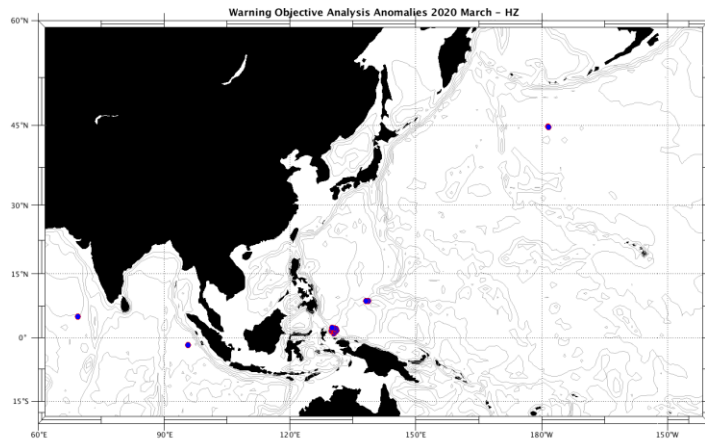 Warning Objective Analysis Anomalies 2020 March – HZ
60°N
45°N
30°N
15°N
0°
15°S
60°E
90°E
120°E
150°E
180°W
150°W